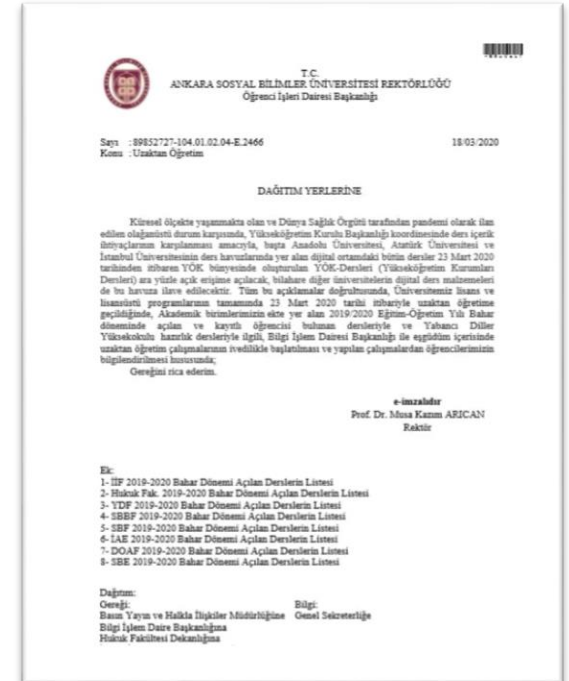 T.C.
ANKARA SOSYAL BİLİMLER ÜNİVERSİTESİ REKTÖRLÜĞÜ
Öğrenci İşleri Dairesi Başkanlığı
Sayı : 89852727-104.01.02.04-E.2466 18/03/2020
Konu : Uzaktan Öğretim
DAĞITIM YERLERİNE
Küresel ölçekte yaşanmakta olan ve Dünya Sağlık Örgütü tarafından pandemi olarak ilan
edilen olağanüstü durum karşısında, Yükseköğretim Kurulu Başkanlığı koordinesinde ders içerik
ihtiyaçlarının karşılanması amacıyla, başta Anadolu Üniversitesi, Atatürk Üniversitesi ve
İstanbul Üniversitesinin ders havuzlarında yer alan dijital ortamdaki bütün dersler 23 Mart 2020
tarihinden itibaren YÖK bünyesinde oluşturulan YÖK-Dersleri (Yükseköğretim Kurumları
Dersleri) ara yüzle açık erişime açılacak, bilahare diğer üniversitelerin dijital ders malzemeleri
de bu havuza ilave edilecektir. Tüm bu açıklamalar doğrultusunda, Üniversitemiz lisans ve
lisansüstü programlarının tamamında 23 Mart 2020 tarihi itibariyle uzaktan öğretime
geçildiğinde, Akademik birimlerimizin ekte yer alan 2019/2020 Eğitim-Öğretim Yılı Bahar
döneminde açılan ve kayıtlı öğrencisi bulunan dersleriyle ve Yabancı Diller
Yüksekokulu hazırlık dersleriyle ilgili, Bilgi İşlem Dairesi Başkanlığı ile eşgüdüm içerisinde
uzaktan öğretim çalışmalarının ivedilikle başlatılması ve yapılan çalışmalardan öğrencilerimizin
bilgilendirilmesi hususunda;
Gereğini rica ederim.
e-imzalıdır
Prof. Dr. Musa Kazım ARICAN
Rektör
Ek:
1- İİF 2019-2020 Bahar Dönemi Açılan Derslerin Listesi
2- Hukuk Fak. 2019-2020 Bahar Dönemi Açılan Derslerin Listesi
3- YDF 2019-2020 Bahar Dönemi Açılan Derslerin Listesi
4- SBBF 2019-2020 Bahar Dönemi Açılan Derslerin Listesi
5- SBF 2019-2020 Bahar Dönemi Açılan Derslerin Listesi
6- İAE 2019-2020 Bahar Dönemi Açılan Derslerin Listesi
7- DOAF 2019-2020 Bahar Dönemi Açılan Derslerin Listesi
8- SBE 2019-2020 Bahar Dönemi Açılan Derslerin Listesi
Dağıtım:
Gereği: Bilgi:
Basın Yayın ve Halkla İlişkiler Müdürlüğüne Genel Sekreterliğe
Bilgi İşlem Daire Başkanlığına
Hukuk Fakültesi Dekanlığına